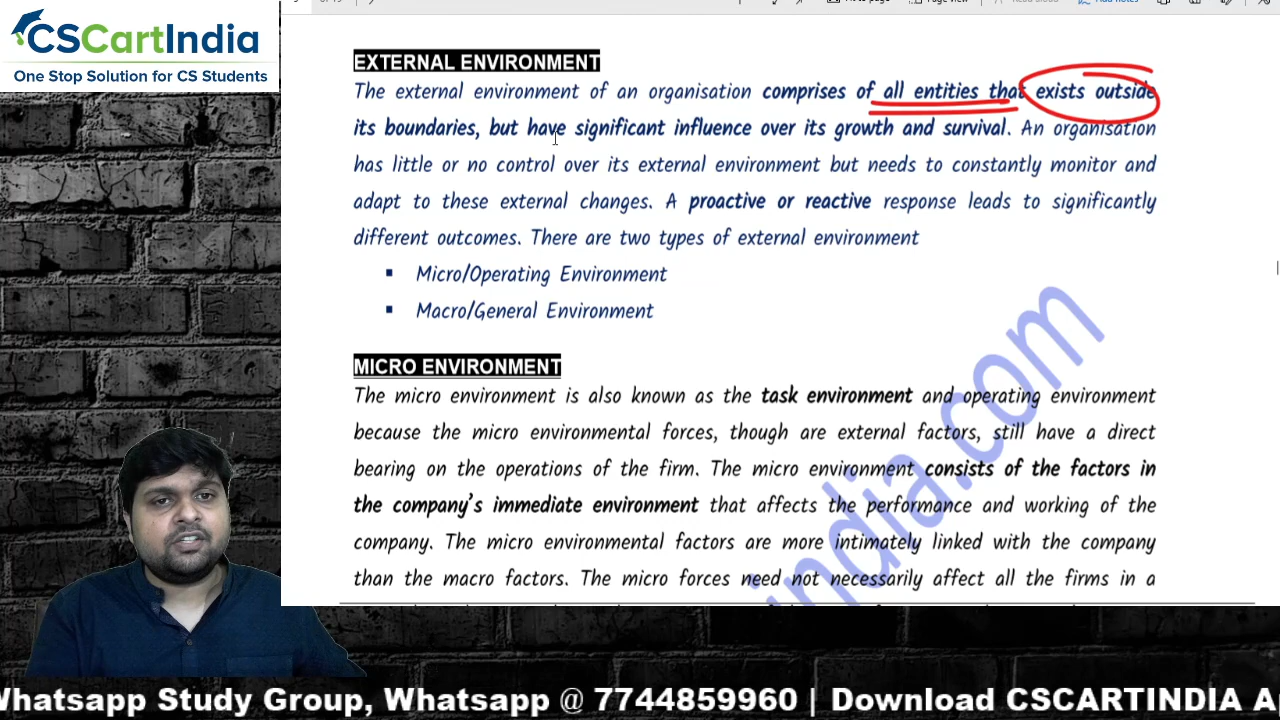 CSCartIndia
One Stop Solution for CS Students
EXTERNAL ENVIRONMENT
The external environment of an organisation comprises of all entities that exists outside
its boundaries, but have significant influence over its growth and survival. An organisation
has little or no control over its external environment but needs to constantly monitor and
adapt to these external changes. A proactive or reactive response leads to significantly
different outcomes. There are two types of external environment
▪ Micro/Operating Environment
▪ Macro/General Environment
MICRO ENVIRONMENT
The micro environment is also known as the task environment and operating environment
because the micro environmental forces, though are external factors, still have a direct
bearing on the operations of the firm. The micro environment consists of the factors in
the company's immediate environment that affects the performance and working of the
company. The micro environmental factors are more intimately linked with the company
than the macro factors. The micro forces need not necessarily affect all the firms in a
india.com
Whatsapp Study Group, Whatsapp @ 7744859960 | Download CSCARTINDIA A